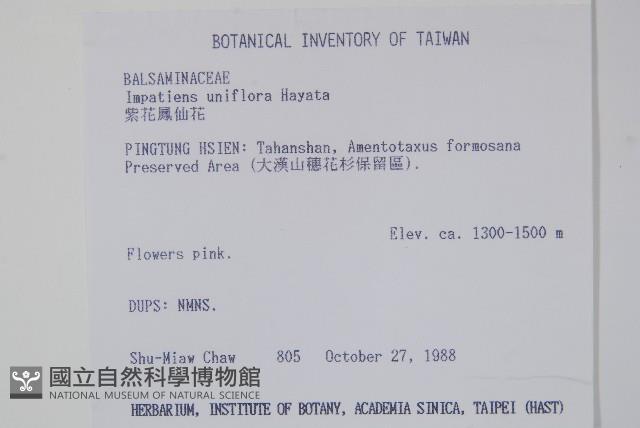 BOTANICAL INVENTORY OF TAIWAN
BALSAMINACEAE
Impatiens uniflora Hayata
紫花鳳仙花
PINGTUNG HSIEN: Tahanshan, Amentotaxus formosana
Preserved Area (大漢山穗花杉保留區).
Elev. ca. 1300-1500 m
Flowers pink.
DUPS: NMNS.
Shu-Miaw Chaw 805 October 27, 1988
國立自然科學博物館
NATIONAL MUSEUM OF NATURAL SCIENCE
HERBARIUM, INSTITUTE OF BOTANY, ACADEMIA SINICA, TAIPEI (HAST)